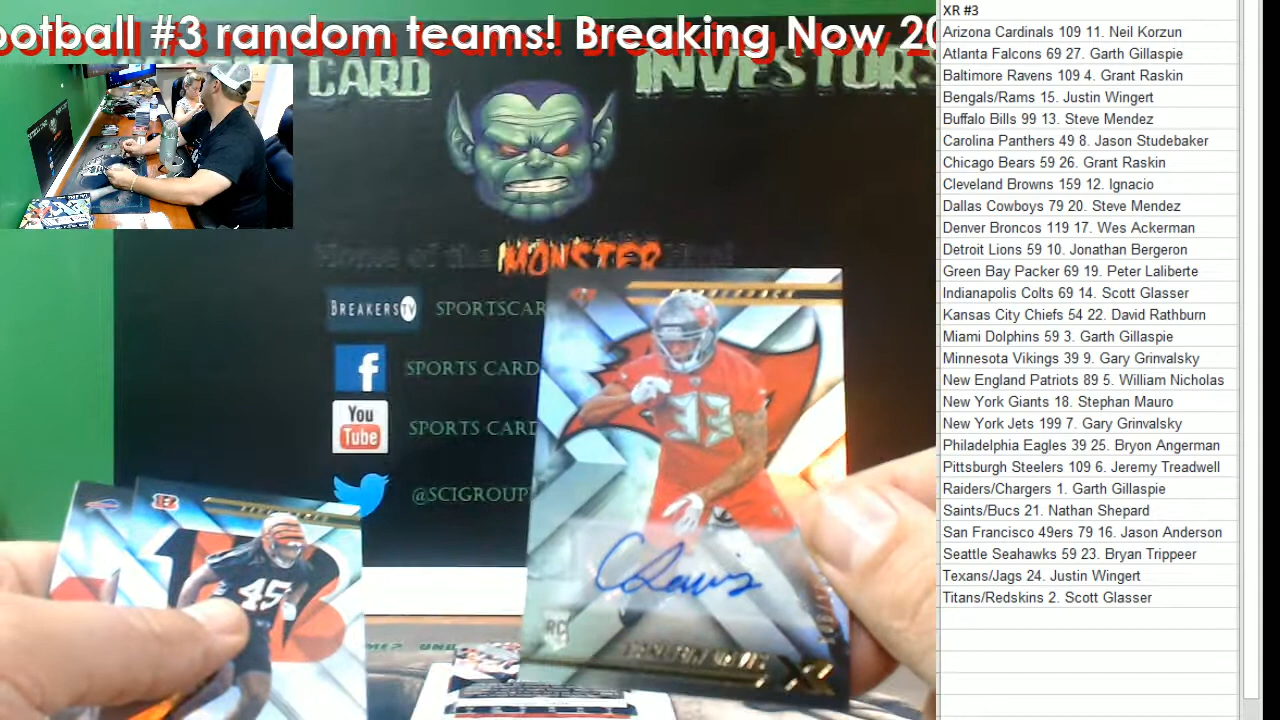 ootball #3 random teams! Breaking Now 20
CARD INVESTORS
Home of the MONSTER
BREAKERSTV SPORTSCAR
f SPORTS CARD
You Tube SPORTS CARD
@SCIGROUP
33
45
RC
XR
XR #3
Arizona Cardinals 109 11. Neil Korzun
Atlanta Falcons 69 27. Garth Gillaspie
Baltimore Ravens 109 4. Grant Raskin
Bengals/Rams 15. Justin Wingert
Buffalo Bills 99 13. Steve Mendez
Carolina Panthers 49 8. Jason Studebaker
Chicago Bears 59 26. Grant Raskin
Cleveland Browns 159 12. Ignacio
Dallas Cowboys 79 20. Steve Mendez
Denver Broncos 119 17. Wes Ackerman
Detroit Lions 59 10. Jonathan Bergeron
Green Bay Packer 69 19. Peter Laliberte
Indianapolis Colts 69 14. Scott Glasser
Kansas City Chiefs 54 22. David Rathburn
Miami Dolphins 59 3. Garth Gillaspie
Minnesota Vikings 39 9. Gary Grinvalsky
New England Patriots 89 5. William Nicholas
New York Giants 18. Stephan Mauro
New York Jets 199 7. Gary Grinvalsky
Philadelphia Eagles 39 25. Bryon Angerman
Pittsburgh Steelers 109 6. Jeremy Treadwell
Raiders/Chargers 1. Garth Gillaspie
Saints/Bucs 21. Nathan Shepard
San Francisco 49ers 79 16. Jason Anderson
Seattle Seahawks 59 23. Bryan Trippeer
Texans/Jags 24. Justin Wingert
Titans/Redskins 2. Scott Glasser